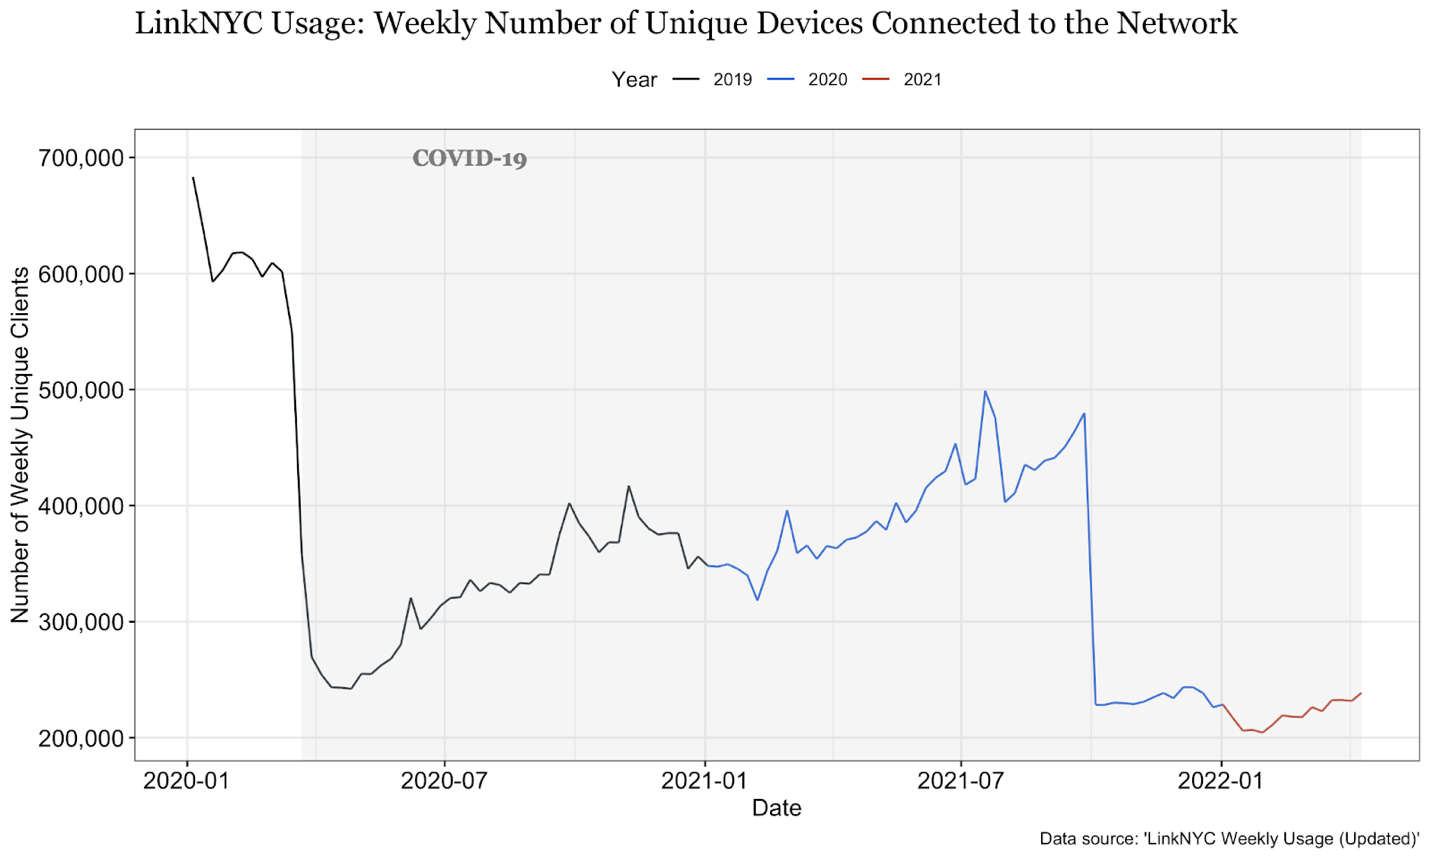 LinkNYC Usage: Weekly Number of Unique Devices Connected to the Network
Year 2019 2020 2021
COVID-19
700,000
600,000
500,000
400,000
300,000
200,000
Number of Weekly Unique Clients
2020-01 2020-07 2021-01 2021-07 2022-01
Date
Data source: 'LinkNYC Weekly Usage (Updated)'